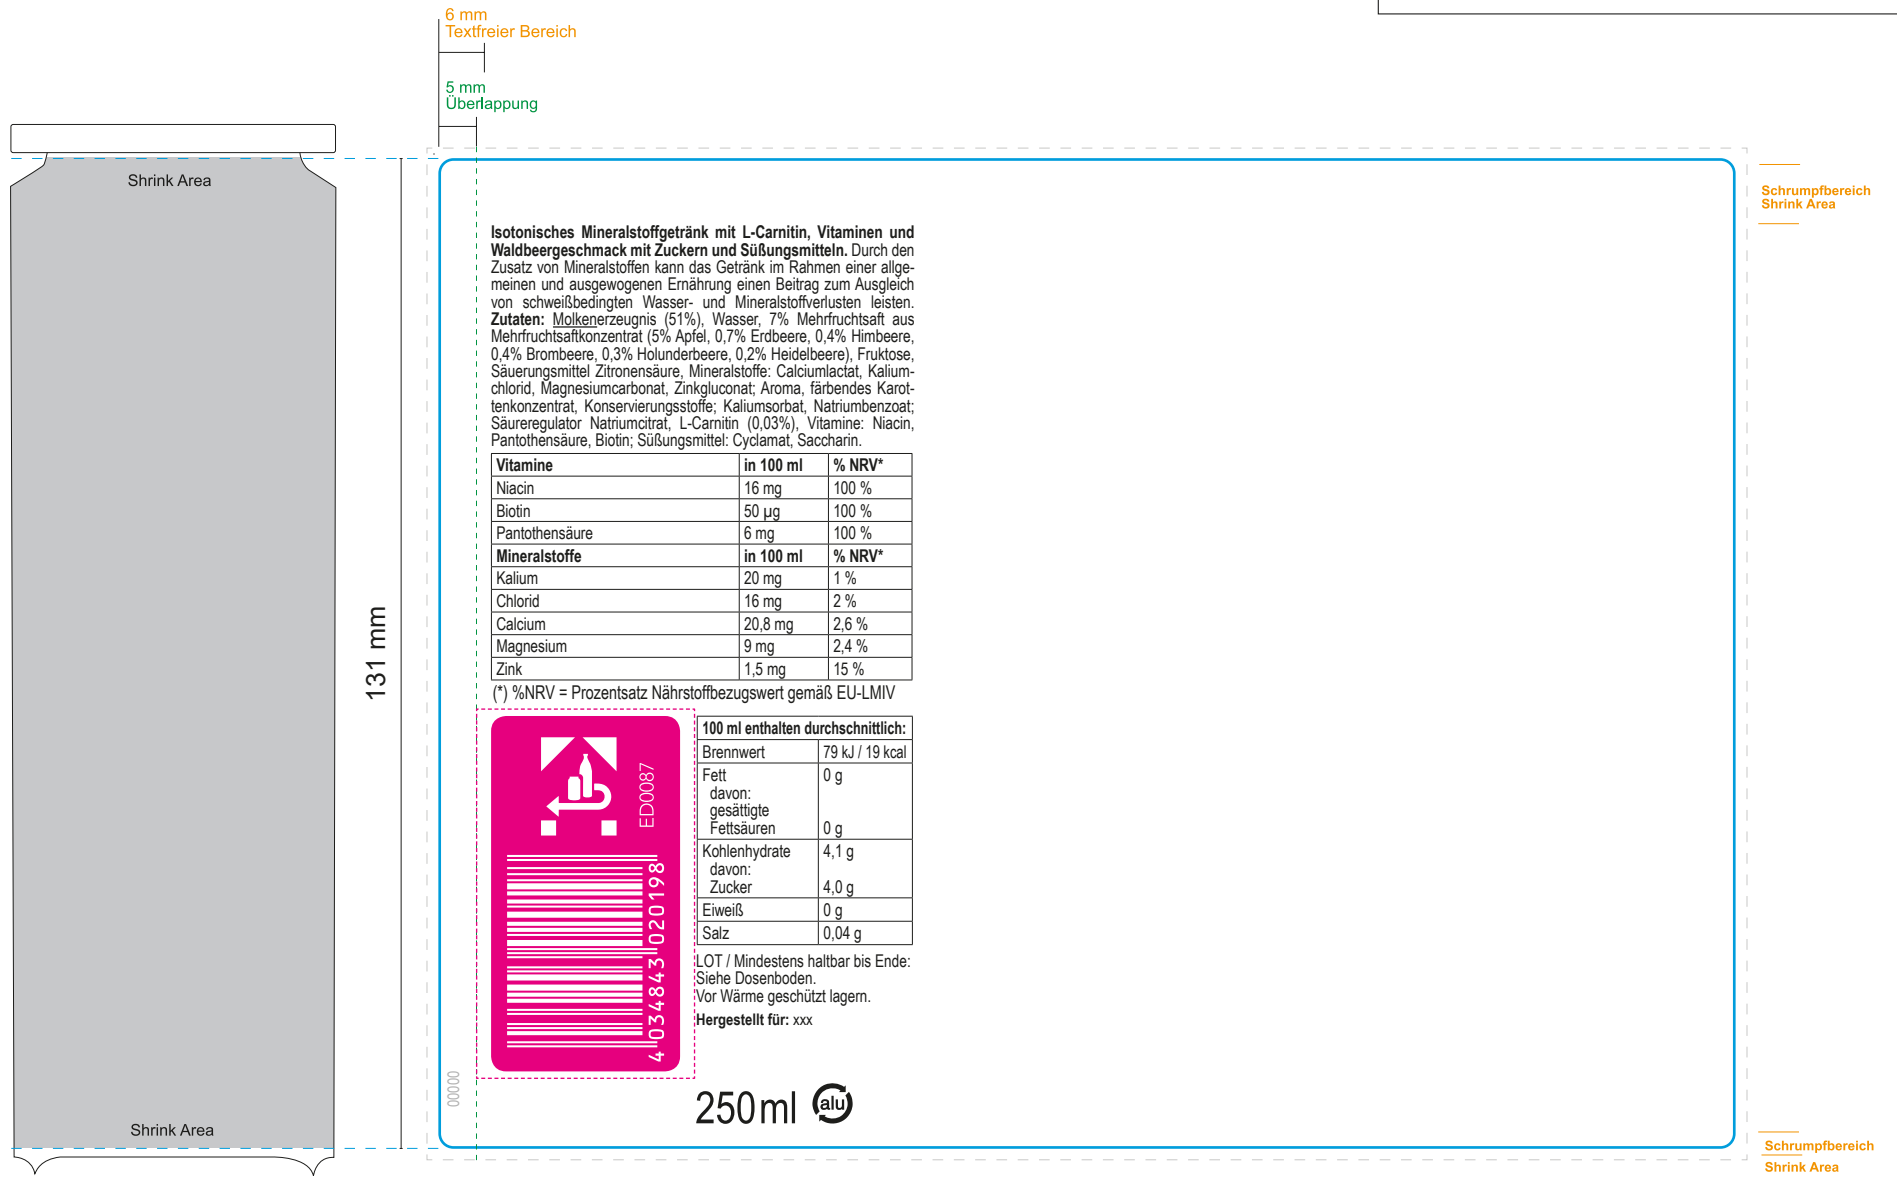 6 mm
Textfreier Bereich
5 mm
Überlappung
Shrink Area
Schrumpfbereich
Shrink Area
131 mm
Isotonisches Mineralstoffgetränk mit L-Carnitin, Vitaminen und
Waldbeergeschmack mit Zuckern und Süßungsmitteln. Durch den
Zusatz von Mineralstoffen kann das Getränk im Rahmen einer allge-
meinen und ausgewogenen Ernährung einen Beitrag zum Ausgleich
von schweißbedingten Wasser- und Mineralstoffverlusten leisten.
Zutaten: Molkenerzeugnis (51%), Wasser, 7% Mehrfruchtsaft aus
Mehrfruchtsaftkonzentrat (5% Apfel, 0,7% Erdbeere, 0,4% Himbeere,
0,4% Brombeere, 0,3% Holunderbeere, 0,2% Heidelbeere), Fruktose,
Säuerungsmittel Zitronensäure, Mineralstoffe: Calciumlactat, Kalium-
chlorid, Magnesiumcarbonat, Zinkgluconat; Aroma, färbendes Karot-
tenkonzentrat, Konservierungsstoffe; Kaliumsorbat, Natriumbenzoat;
Säureregulator Natriumcitrat, L-Carnitin (0,03%), Vitamine: Niacin,
Pantothensäure, Biotin; Süßungsmittel: Cyclamat, Saccharin.
Vitamine in 100 ml % NRV*
Niacin 16 mg 100 %
Biotin 50 µg 100 %
Pantothensäure 6 mg 100 %
Mineralstoffe in 100 ml % NRV*
Kalium 20 mg 1 %
Chlorid 16 mg 2 %
Calcium 20,8 mg 2,6 %
Magnesium 9 mg 2,4 %
Zink 1,5 mg 15 %
(*) %NRV = Prozentsatz Nährstoffbezugswert gemäß EU-LMIV
ED0087
4 034843 020198
100 ml enthalten durchschnittlich:
Brennwert 79 kJ / 19 kcal
Fett 0 g
davon:
gesättigte
Fettsäuren 0 g
Kohlenhydrate 4,1 g
davon:
Zucker 4,0 g
Eiweiß 0 g
Salz 0,04 g
LOT / Mindestens haltbar bis Ende:
Siehe Dosenboden.
Vor Wärme geschützt lagern.
Hergestellt für: xxx
00000
250 ml alu
Shrink Area
Schrumpfbereich
Shrink Area